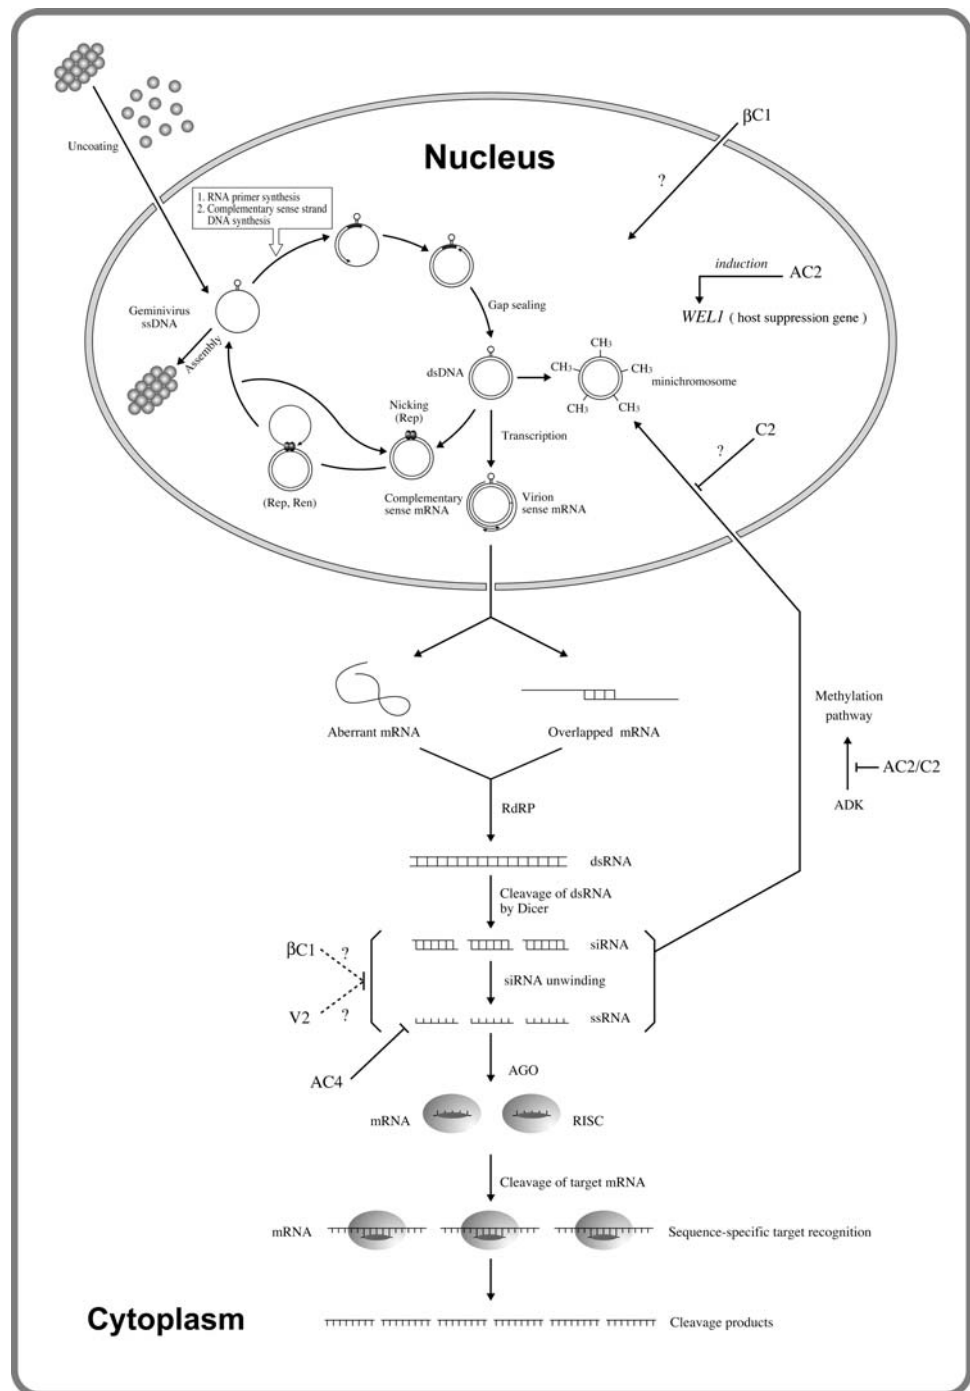 βC1
Uncoating
Nucleus
?
1. RNA primer synthesis
2. Complementary sense strand
DNA synthesis
induction
AC2
WEL1 ( host suppression gene )
Geminivirus
ssDNA
Gap sealing
Assembly
dsDNA
CH3
CH3
CH3
CH3
CH3
minichromosome
Nicking
(Rep)
Transcription
C2
?
(Rep, Ren)
Complementary
sense mRNA
Virion
sense mRNA
Aberrant mRNA
Overlapped mRNA
Methylation
pathway
AC2/C2
ADK
RdRP
dsRNA
Cleavage of dsRNA
by Dicer
βC1
?
siRNA
siRNA unwinding
V2
?
ssRNA
AC4
AGO
mRNA
RISC
Cleavage of target mRNA
mRNA
Sequence-specific target recognition
Cytoplasm
Cleavage products